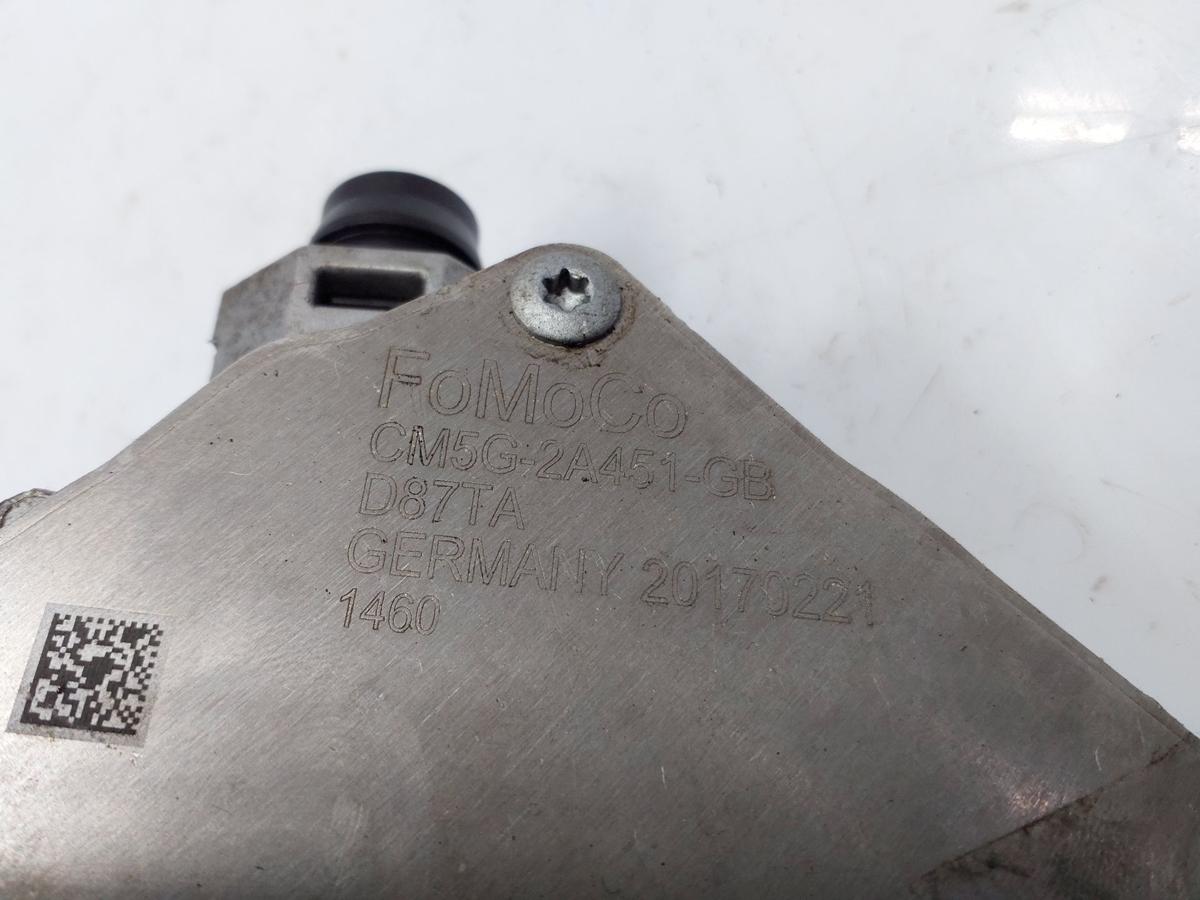 FoMoCo
CM5G-2A451-GB
D87TA
GERMANY 20170221
1460